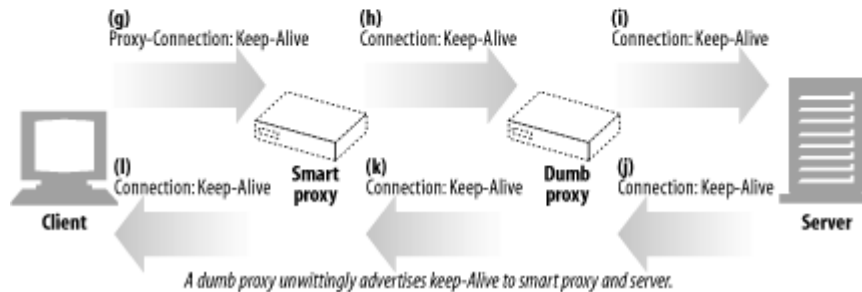 (g)
Proxy-Connection: Keep-Alive
(h)
Connection: Keep-Alive
(i)
Connection: Keep-Alive
Smart
proxy
Dumb
proxy
(l)
Connection: Keep-Alive
(k)
Connection: Keep-Alive
(j)
Connection: Keep-Alive
Client
Server
A dumb proxy unwittingly advertises keep-Alive to smart proxy and server.